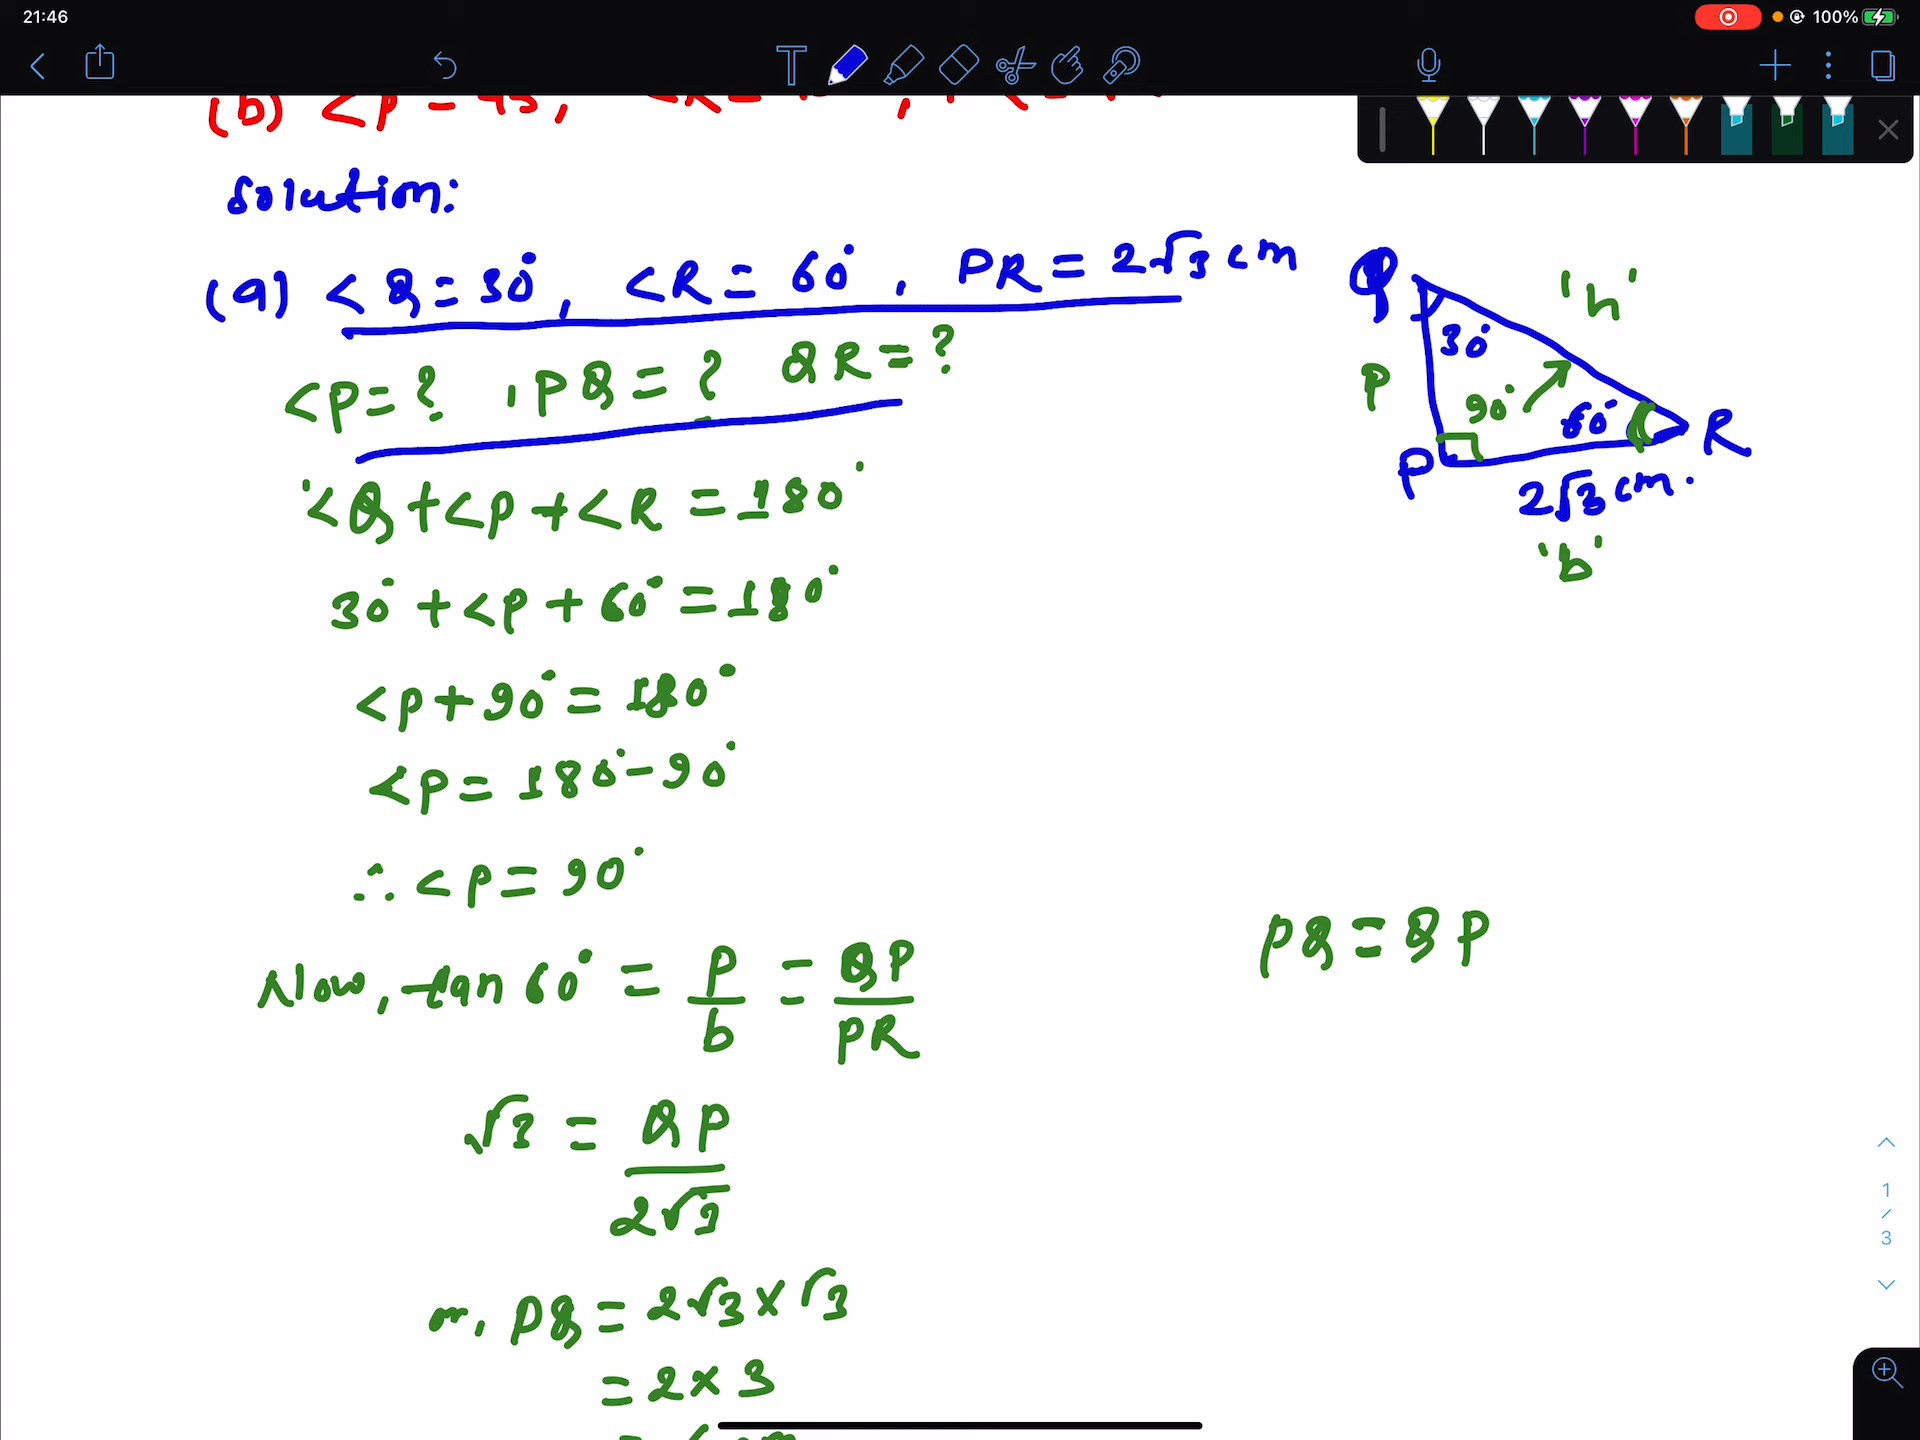 21:46
100%
(b) <P = 45,
Solution:
(a) <Q = 30°, <R = 60°, PR = 2√3 cm
<P = ?, PQ = ? QR = ?
<Q + <P + <R = 180°
30° + <P + 60° = 180°
<P + 90° = 180°
<P = 180° - 90°
∴ <P = 90°
Now, tan 60° = P/b = QP/PR
√3 = QP/2√3
or, PQ = 2√3 × √3
= 2 × 3
Q
'h'
30°
P
90°
60°
R
P
2√3 cm.
'b'
PQ = QP
1
/
3